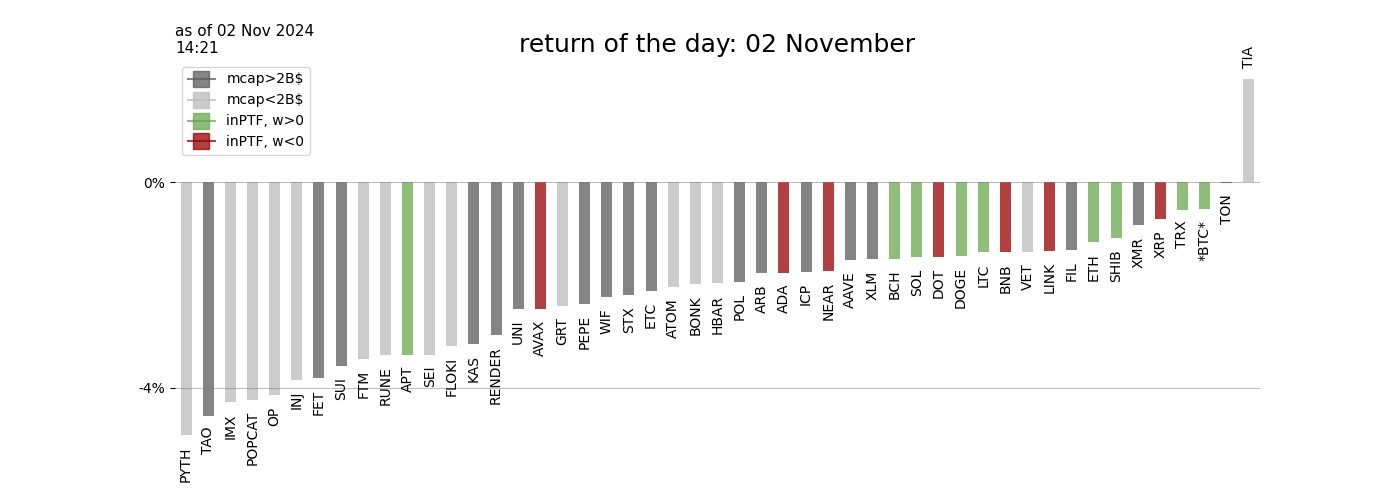 as of 02 Nov 2024
14:21
return of the day: 02 November
mcap>2B$
mcap<2B$
inPTF, w>0
inPTF, w<0
0%
-4%
PYTH
TAO
IMX
POPCAT
OP
INJ
FET
SUI
FTM
RUNE
APT
SEI
FLOKI
KAS
RENDER
UNI
AVAX
GRT
PEPE
WIF
STX
ETC
ATOM
BONK
HBAR
POL
ARB
ADA
ICP
NEAR
AAVE
XLM
BCH
SOL
DOT
DOGE
LTC
BNB
VET
LINK
FIL
ETH
SHIB
XMR
XRP
TRX
*BTC*
TON
TIA